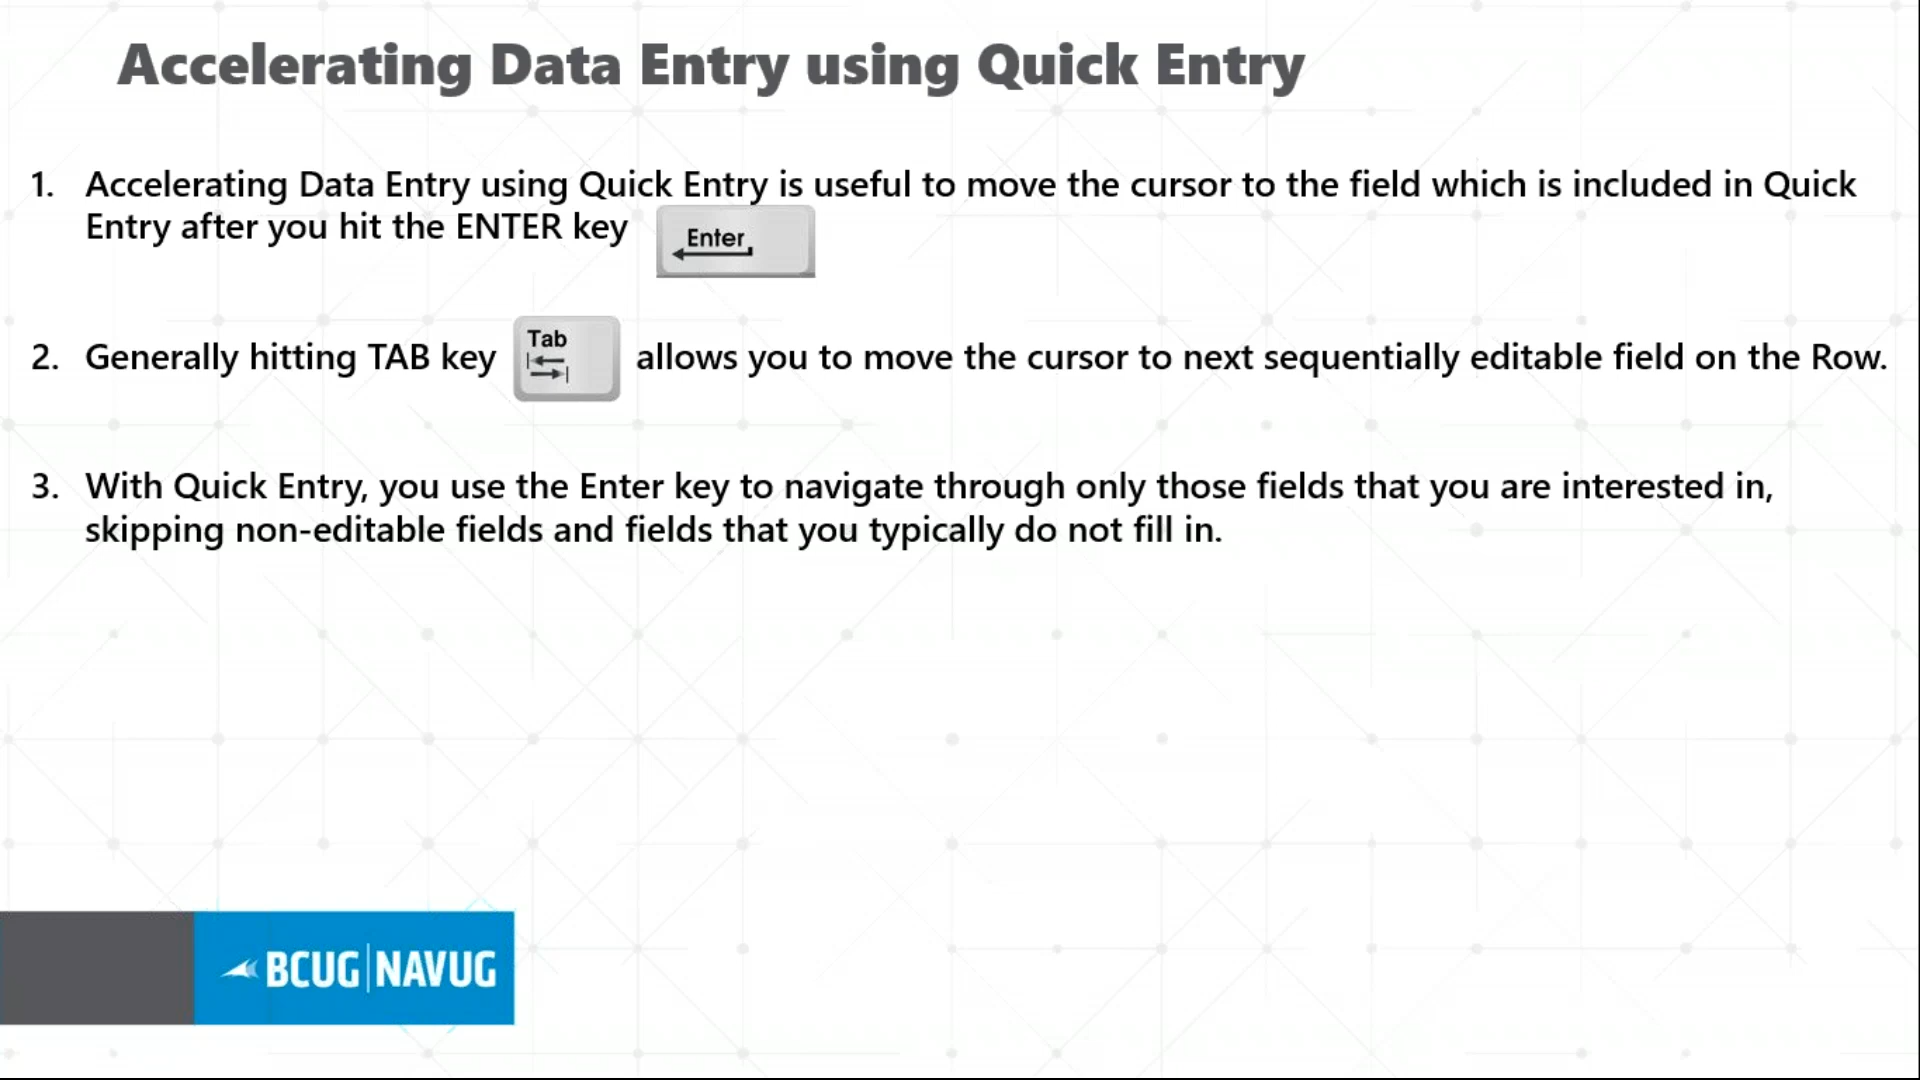 Accelerating Data Entry using Quick Entry
1. Accelerating Data Entry using Quick Entry is useful to move the cursor to the field which is included in Quick
Entry after you hit the ENTER key
Enter
2. Generally hitting TAB key Tab allows you to move the cursor to next sequentially editable field on the Row.
3. With Quick Entry, you use the Enter key to navigate through only those fields that you are interested in,
skipping non-editable fields and fields that you typically do not fill in.
BCUG|NAVUG